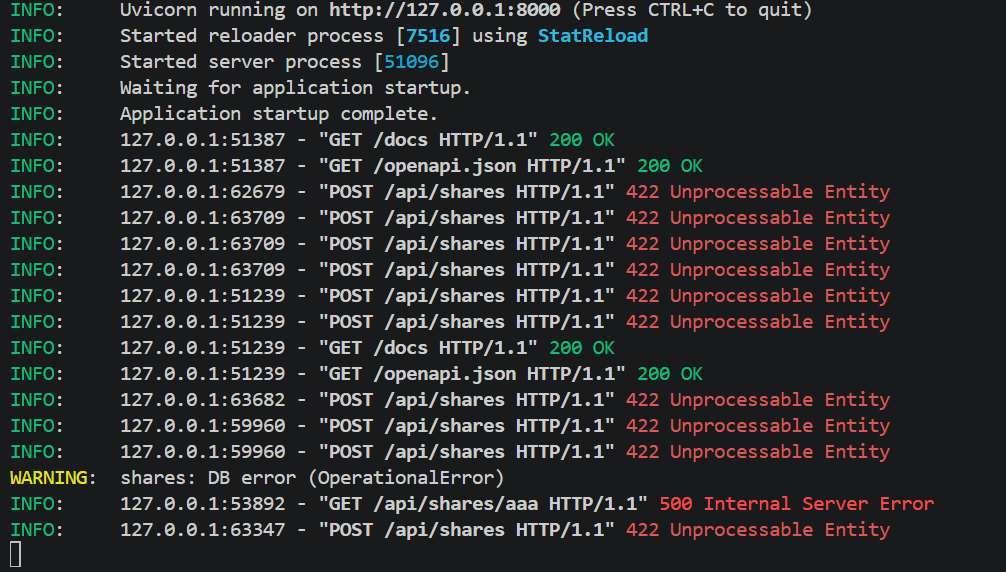 INFO:     Uvicorn running on http://127.0.0.1:8000 (Press CTRL+C to quit)
INFO:     Started reloader process [7516] using StatReload
INFO:     Started server process [51096]
INFO:     Waiting for application startup.
INFO:     Application startup complete.
INFO:     127.0.0.1:51387 - "GET /docs HTTP/1.1" 200 OK
INFO:     127.0.0.1:51387 - "GET /openapi.json HTTP/1.1" 200 OK
INFO:     127.0.0.1:62679 - "POST /api/shares HTTP/1.1" 422 Unprocessable Entity
INFO:     127.0.0.1:63709 - "POST /api/shares HTTP/1.1" 422 Unprocessable Entity
INFO:     127.0.0.1:63709 - "POST /api/shares HTTP/1.1" 422 Unprocessable Entity
INFO:     127.0.0.1:63709 - "POST /api/shares HTTP/1.1" 422 Unprocessable Entity
INFO:     127.0.0.1:51239 - "POST /api/shares HTTP/1.1" 422 Unprocessable Entity
INFO:     127.0.0.1:51239 - "POST /api/shares HTTP/1.1" 422 Unprocessable Entity
INFO:     127.0.0.1:51239 - "GET /docs HTTP/1.1" 200 OK
INFO:     127.0.0.1:51239 - "GET /openapi.json HTTP/1.1" 200 OK
INFO:     127.0.0.1:63682 - "POST /api/shares HTTP/1.1" 422 Unprocessable Entity
INFO:     127.0.0.1:59960 - "POST /api/shares HTTP/1.1" 422 Unprocessable Entity
INFO:     127.0.0.1:59960 - "POST /api/shares HTTP/1.1" 422 Unprocessable Entity
WARNING:  shares: DB error (OperationalError)
INFO:     127.0.0.1:53892 - "GET /api/shares/aaa HTTP/1.1" 500 Internal Server Error
INFO:     127.0.0.1:63347 - "POST /api/shares HTTP/1.1" 422 Unprocessable Entity